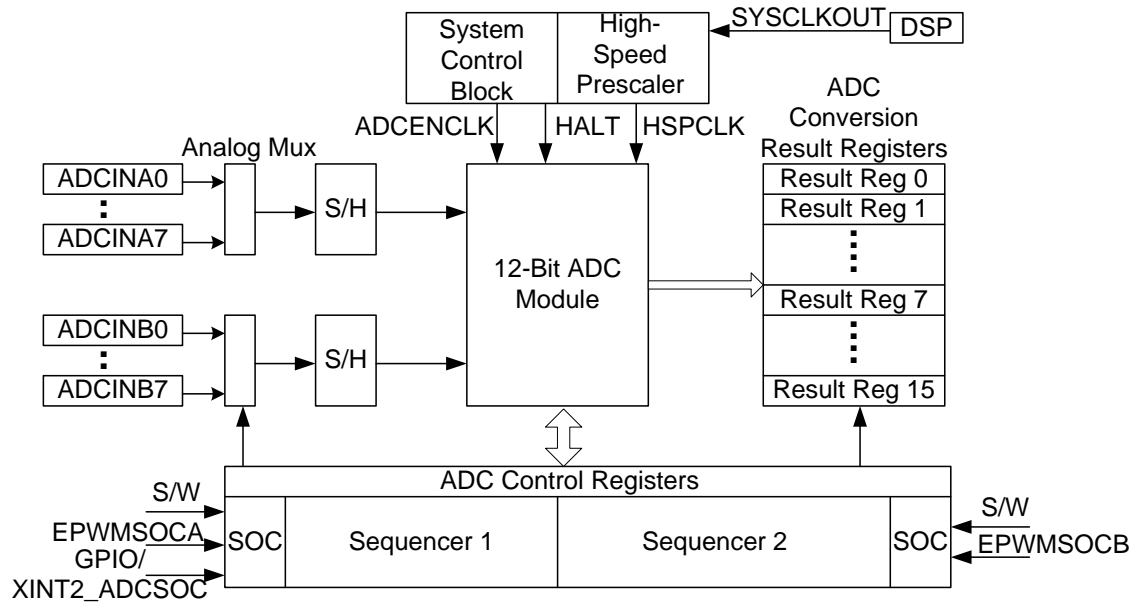 SYSCLKOUT
DSP
System
Control
Block
High-
Speed
Prescaler
ADC
Conversion
Result Registers
ADCENCLK
HALT
HSPCLK
Analog Mux
ADCINA0
ADCINA7
S/H
Result Reg 0
Result Reg 1
12-Bit ADC
Module
Result Reg 7
ADCINB0
ADCINB7
S/H
Result Reg 15
ADC Control Registers
S/W
EPWMSOCA
GPIO/
XINT2_ADCSOC
SOC
Sequencer 1
Sequencer 2
SOC
S/W
EPWMSOCB